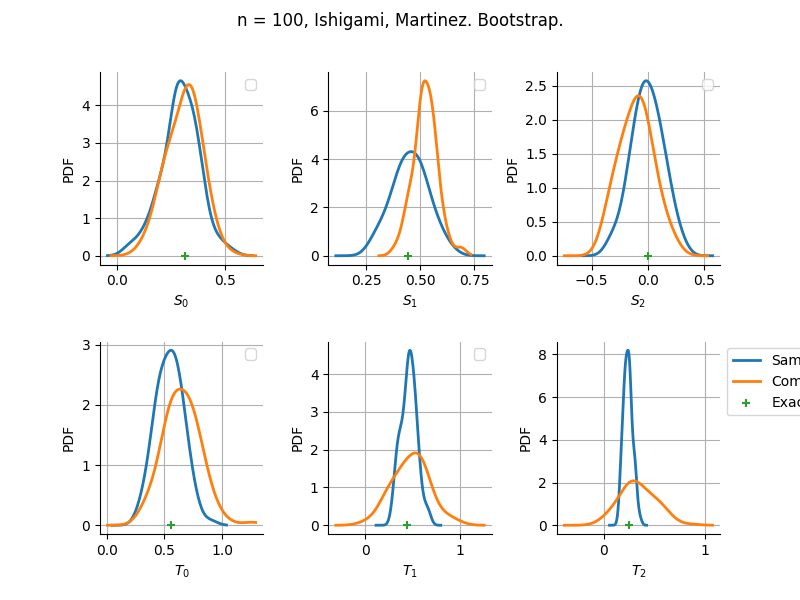 n = 100, Ishigami, Martinez. Bootstrap.
PDF
4
3
2
1
0
0.0
0.5
S₀
PDF
6
4
2
0
0.25
0.50
0.75
S₁
PDF
2.5
2.0
1.5
1.0
0.5
0.0
−0.5
0.0
0.5
S₂
PDF
3
2
1
0
0.0
0.5
1.0
T₀
PDF
4
3
2
1
0
0
1
T₁
PDF
8
6
4
2
0
0
1
T₂
Sam
Com
Exac